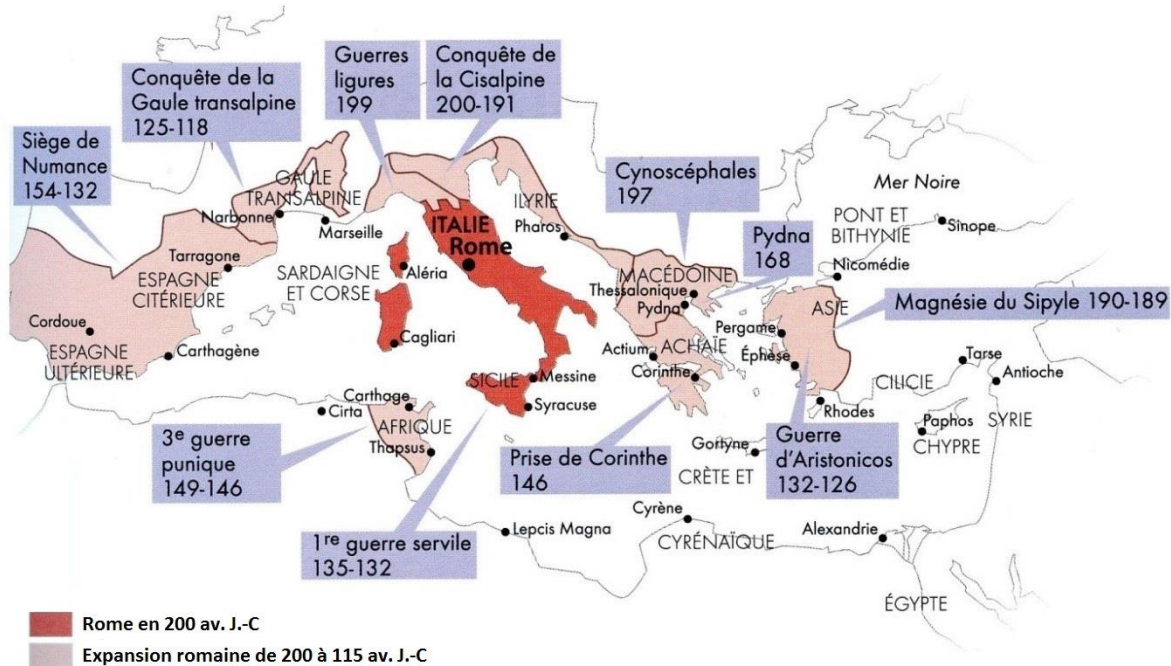 Conquête de la
Gaule transalpine
125-118
Guerres
ligures
199
Conquête de
la Cisalpine
200-191
Siège de
Numance
154-132
Cynoscéphales
197
Pydna
168
Magnésie du Sipyle 190-189
3e guerre
punique
149-146
1re guerre servile
135-132
Prise de Corinthe
146
Guerre
d'Aristonicos
132-126
GAULE
TRANSALPINE
Narbonne
Marseille
Tarragone
ESPAGNE
CITÉRIEURE
Cordoue
ESPAGNE
ULTÉRIEURE
Carthagène
SARDAIGNE
ET CORSE
Aléria
Cagliari
ITALIE
Rome
ILYRIE
Pharos
SICILE
Messine
Syracuse
Carthage
Cirta
AFRIQUE
Thapsus
Lepcis Magna
MACÉDOINE
Thessalonique
Pydna
Actium
ACHAÏE
Corinthe
Mer Noire
PONT ET
BITHYNIE
Sinope
Nicomédie
ASIE
Pergame
Éphèse
Rhodes
CILICIE
Tarse
Antioche
SYRIE
Paphos
CHYPRE
Gortyne
CRÈTE ET
Cyrène
CYRÉNAÏQUE
Alexandrie
ÉGYPTE
Rome en 200 av. J.-C
Expansion romaine de 200 à 115 av. J.-C